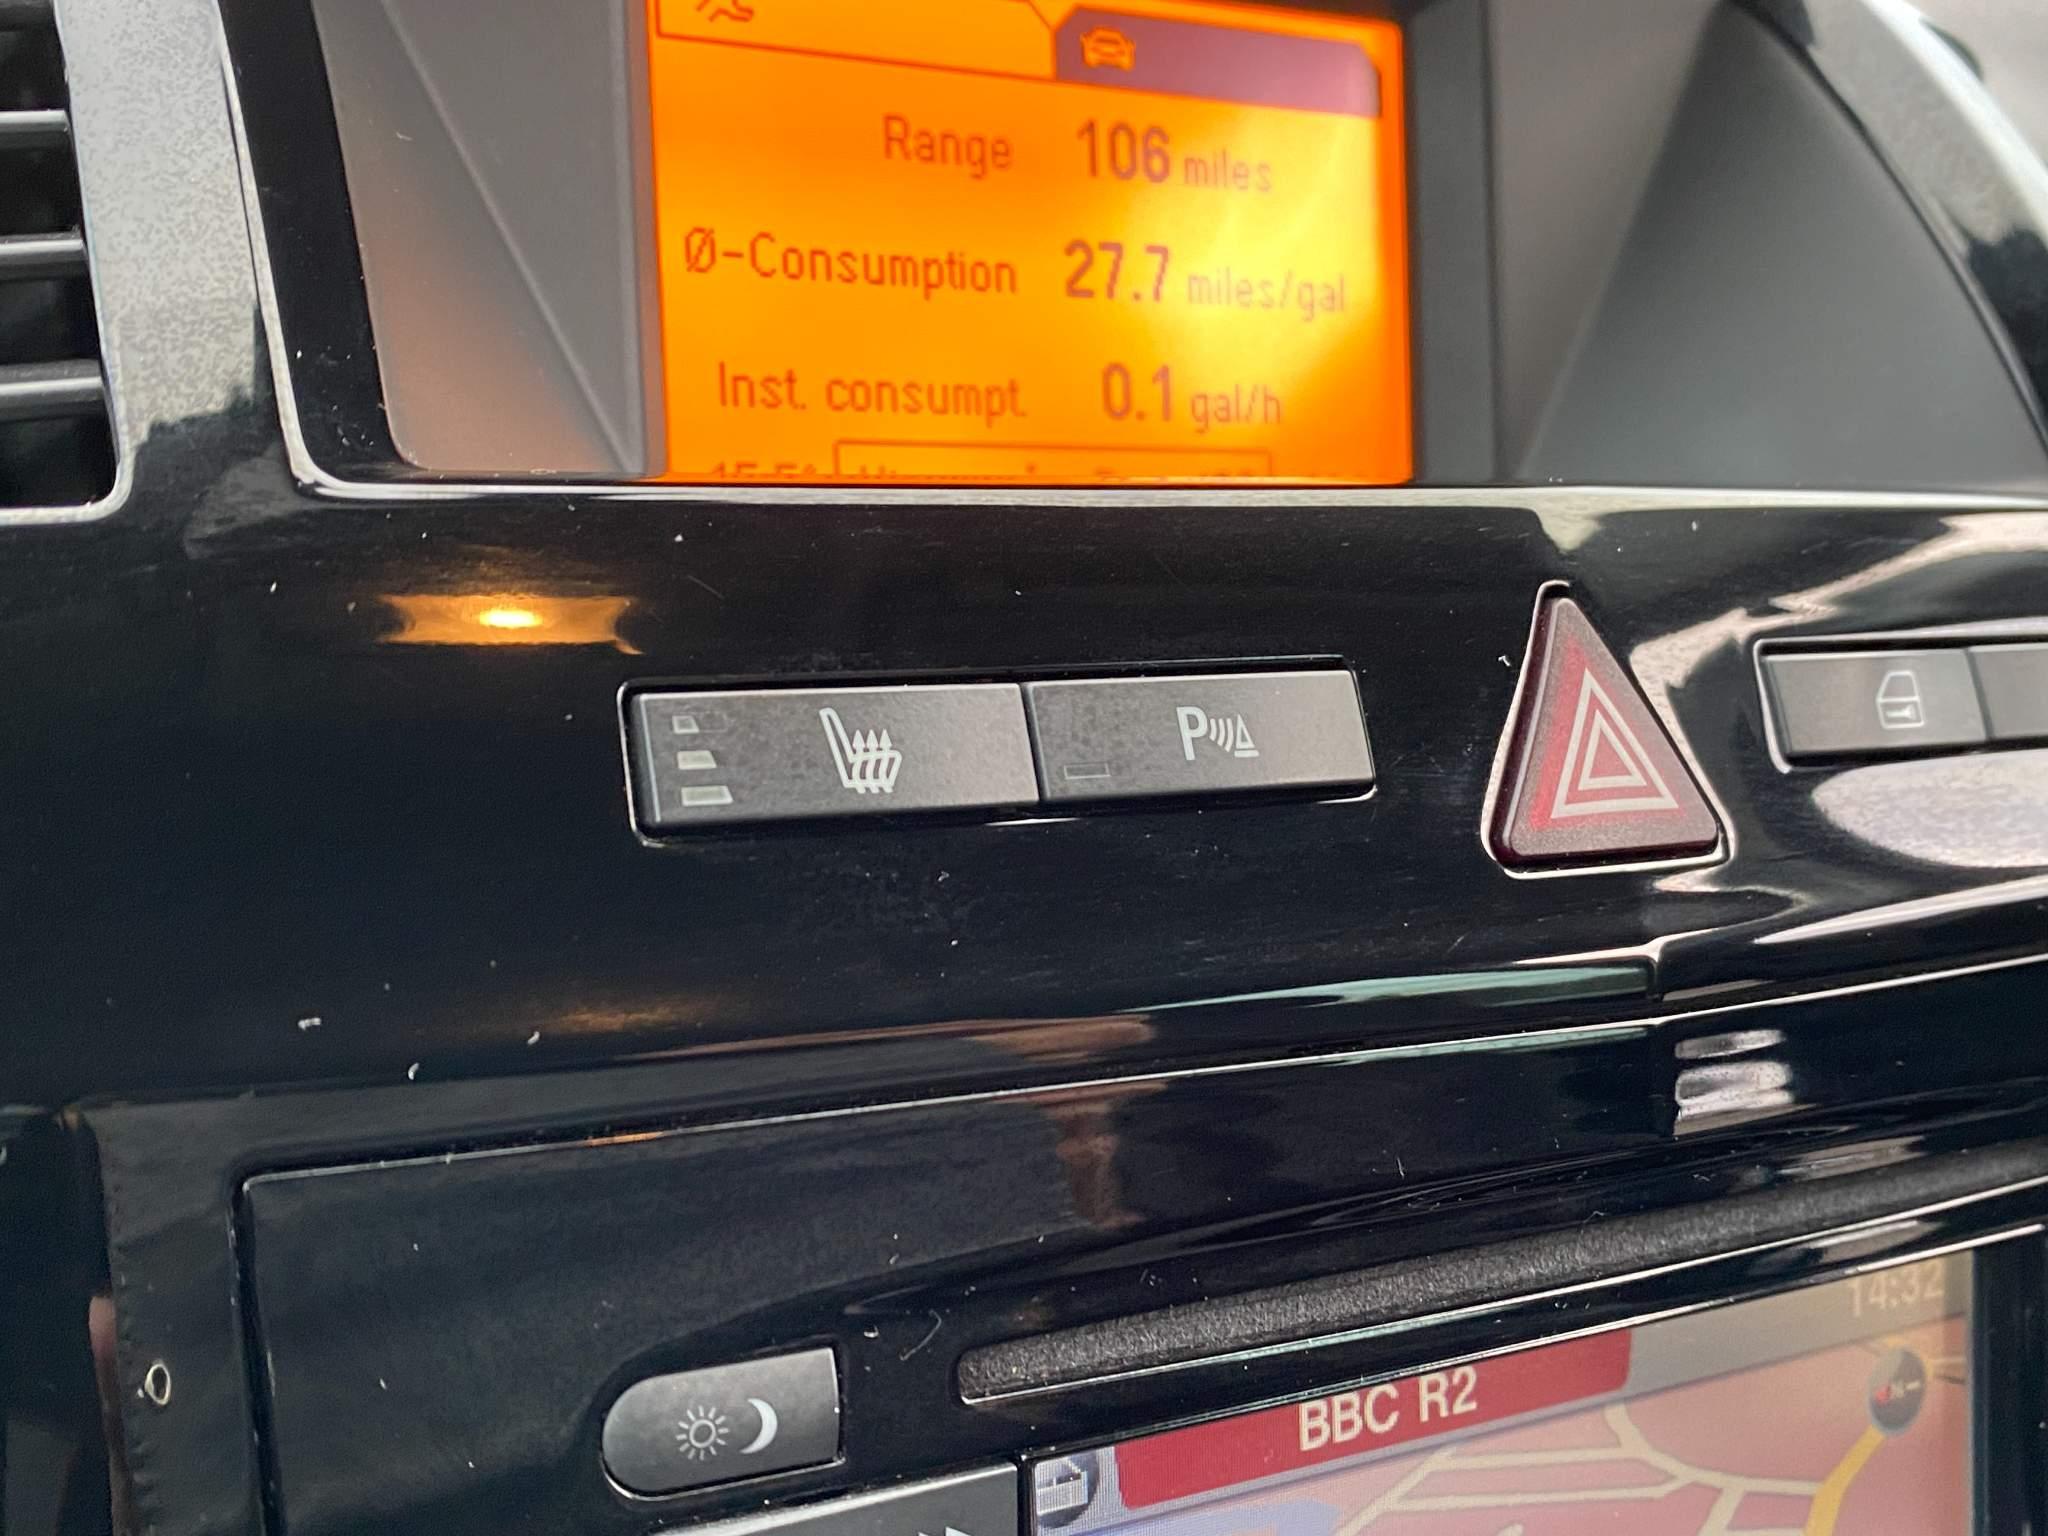 Range 106 miles
Ø-Consumption 27.7 miles/gal
Inst. consumpt. 0.1 gal/h
P
14:32
BBC R2